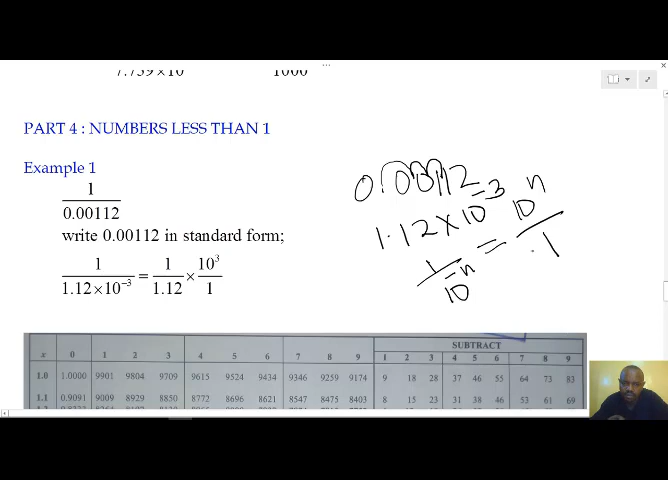 7.759×10 1000
PART 4 : NUMBERS LESS THAN 1
Example 1
1
0.00112
write 0.00112 in standard form;
1/(1.12×10⁻³) = 1/1.12 × 10³/1
0.00112
1.12×10⁻³
1/10⁻ⁿ = 10ⁿ/1
SUBTRACT
x 0 1 2 3 4 5 6 7 8 9 1 2 3 4 5 6 7 8 9
1.0 1.0000 9901 9804 9709 9615 9524 9434 9346 9259 9174 9 18 28 37 46 55 64 73 83
1.1 0.9091 9009 8929 8850 8772 8696 8621 8547 8475 8403 8 15 23 31 38 46 53 61 69